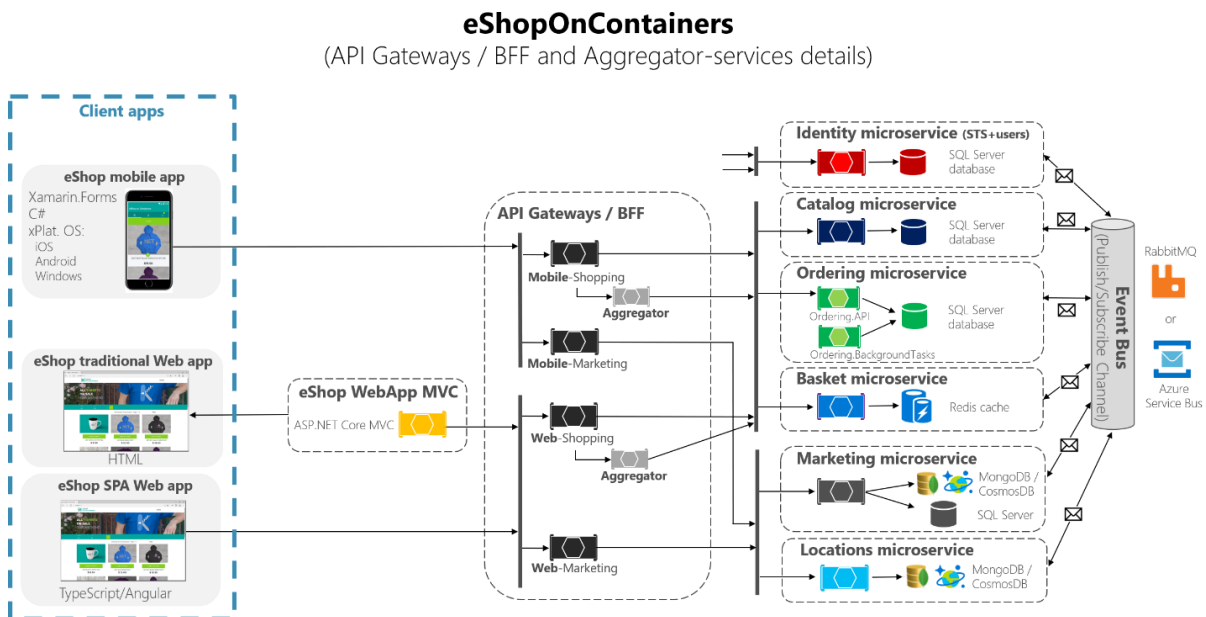 eShopOnContainers
(API Gateways / BFF and Aggregator-services details)
Client apps
eShop mobile app
Xamarin.Forms
C#
xPlat. OS:
iOS
Android
Windows
eShop traditional Web app
HTML
eShop SPA Web app
TypeScript/Angular
eShop WebApp MVC
ASP.NET Core MVC
API Gateways / BFF
Mobile-Shopping
Aggregator
Mobile-Marketing
Web-Shopping
Aggregator
Web-Marketing
Identity microservice (STS+users)
SQL Server
database
Catalog microservice
SQL Server
database
Ordering microservice
Ordering.API
SQL Server
database
Ordering.BackgroundTasks
Basket microservice
Redis cache
Marketing microservice
MongoDB /
CosmosDB
SQL Server
Locations microservice
MongoDB /
CosmosDB
Event Bus
(Publish/Subscribe Channel)
RabbitMQ
or
Azure
Service Bus